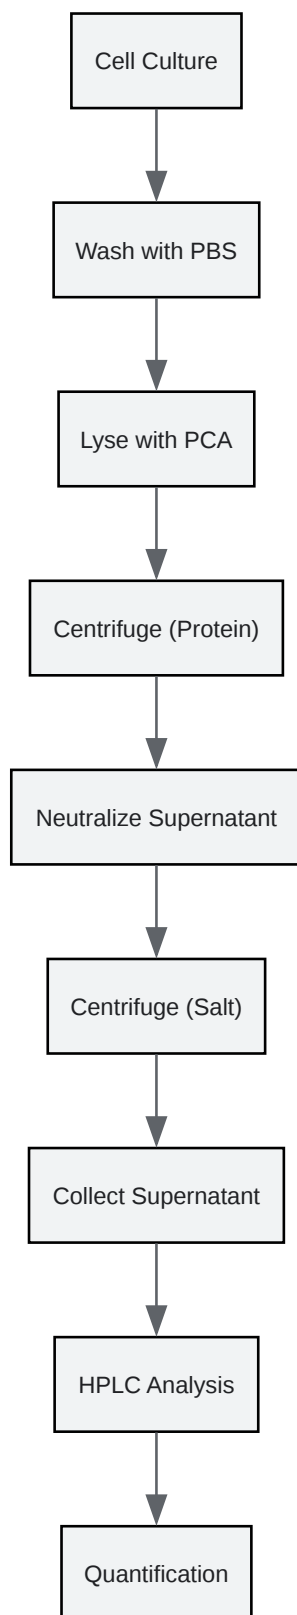 Cell Culture
Wash with PBS
Lyse with PCA
Centrifuge (Protein)
Neutralize Supernatant
Centrifuge (Salt)
Collect Supernatant
HPLC Analysis
Quantification